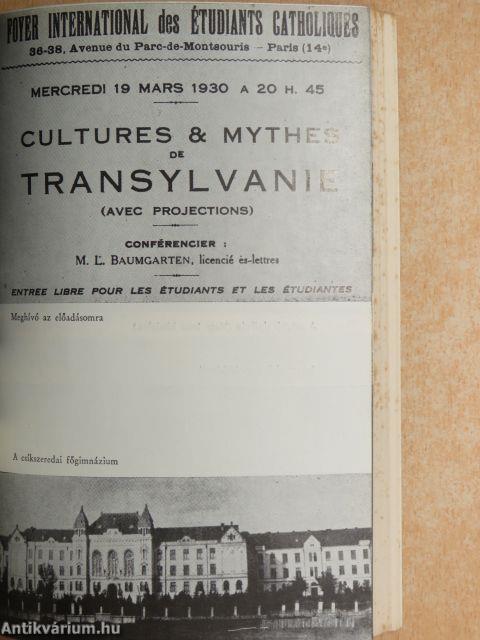 FOYER INTERNATIONAL des ÉTUDIANTS CATHOLIQUES
36-38, Avenue du Parc-de-Montsouris — Paris (14e)
MERCREDI 19 MARS 1930 A 20 H. 45
CULTURES & MYTHES
DE
TRANSYLVANIE
(AVEC PROJECTIONS)
CONFÉRENCIER :
M. L. BAUMGARTEN, licencié ès-lettres
ENTREE LIBRE POUR LES ÉTUDIANTS ET LES ÉTUDIANTES
Meghívó az előadásomra
A csíkszeredai főgimnázium
Antikvárium.hu